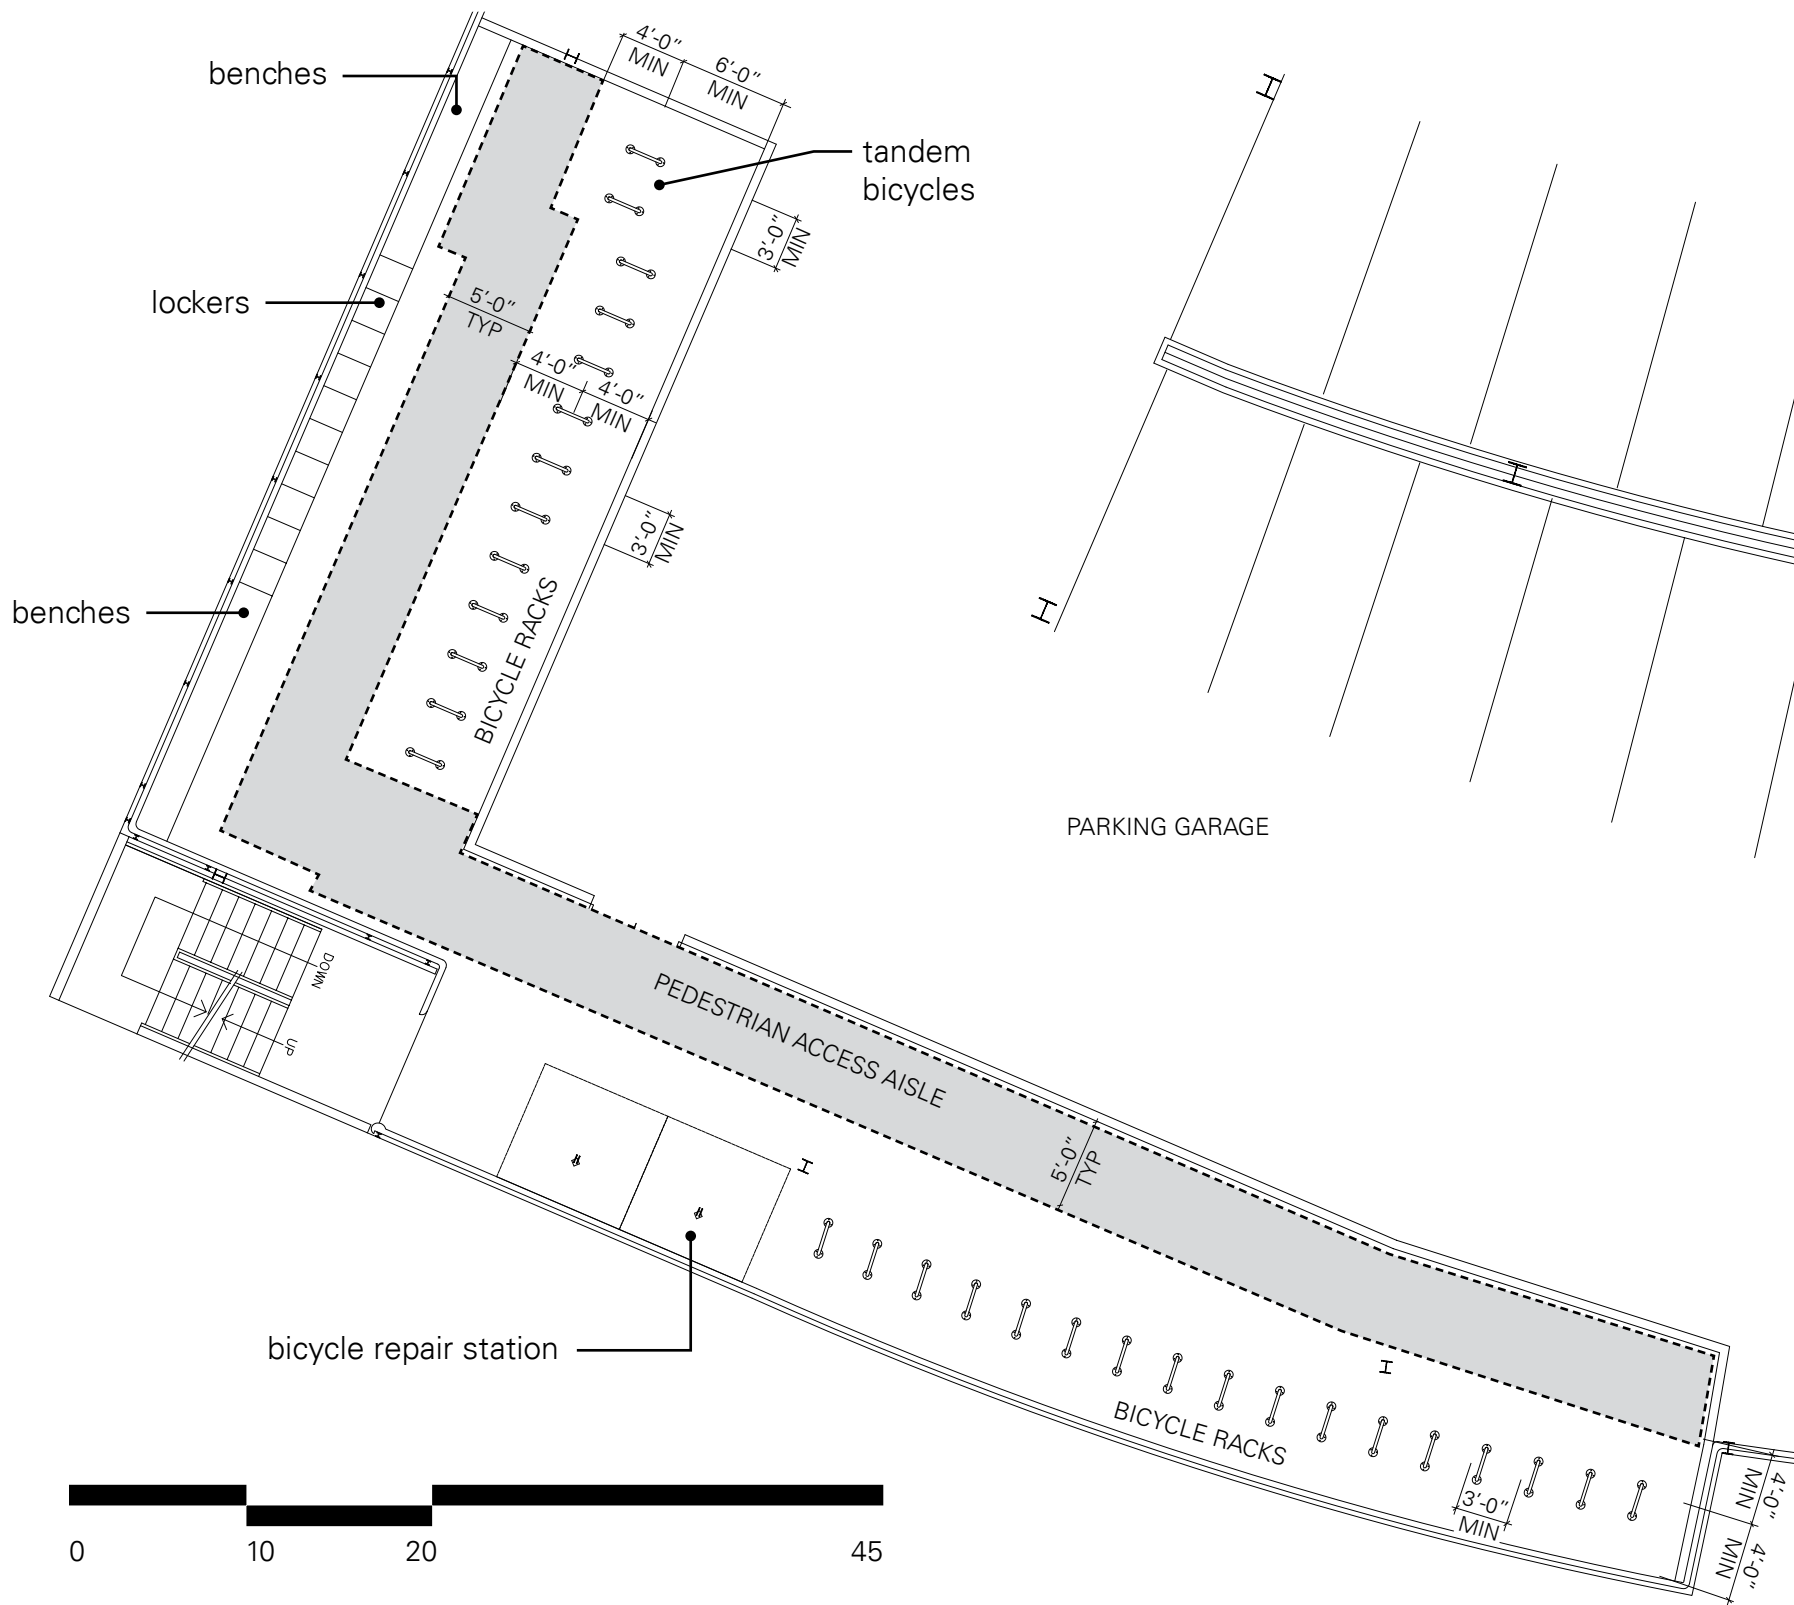 4'-0"
MIN
6'-0"
MIN
benches
tandem
bicycles
3'-0"
MIN
lockers
5'-0"
TYP
4'-0"
MIN
4'-0"
MIN
3'-0"
MIN
benches
BICYCLE RACKS
PARKING GARAGE
DOWN
UP
PEDESTRIAN ACCESS AISLE
5'-0"
TYP
bicycle repair station
BICYCLE RACKS
3'-0"
MIN
4'-0"
MIN
4'-0"
MIN
0 10 20 45